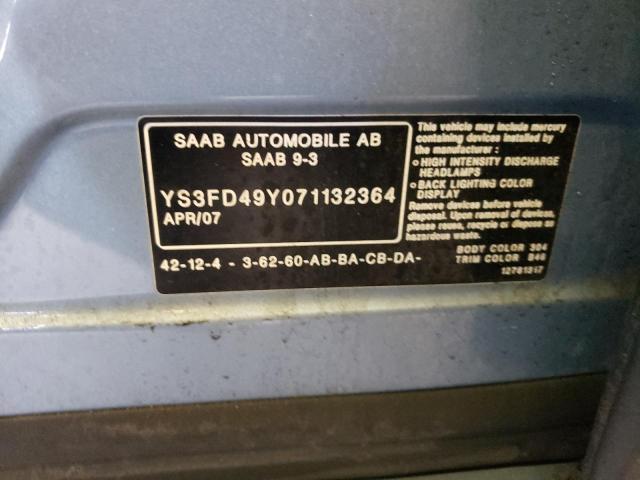 SAAB AUTOMOBILE AB
SAAB 9-3
YS3FD49Y071132364
APR/07
42-12-4 - 3-62-60-AB-BA-CB-DA-
This vehicle may include mercury
containing devices installed by
the manufacturer :
o HIGH INTENSITY DISCHARGE
HEADLAMPS
o BACK LIGHTING COLOR
DISPLAY
Remove devices before vehicle
disposal. Upon removal of devices,
please reuse, recycle or dispose as
hazardous waste.
BODY COLOR 304
TRIM COLOR B46
12781317